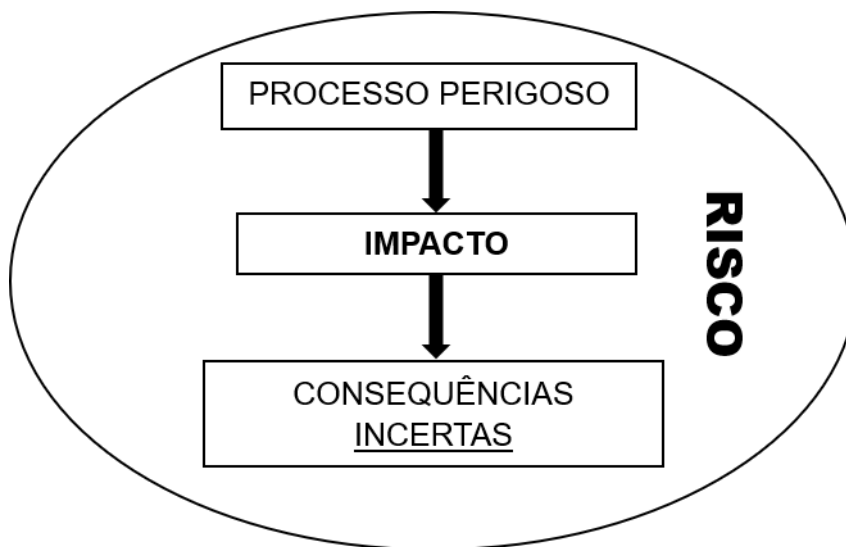 PROCESSO PERIGOSO
IMPACTO
RISCO
CONSEQUÊNCIAS
INCERTAS